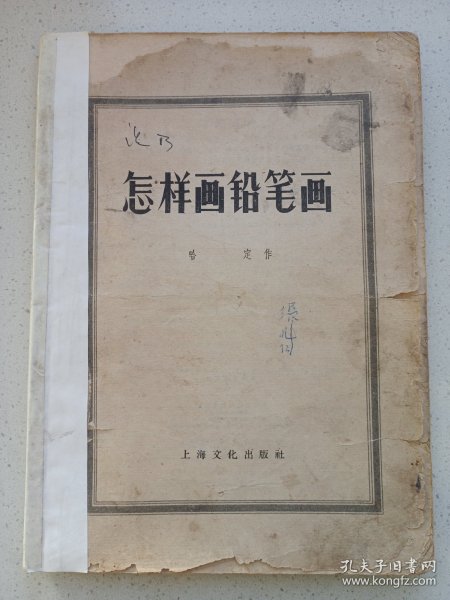 怎样画铅笔画
哈 定 作
上海文化出版社
孔夫子旧书网
www.kongfz.com